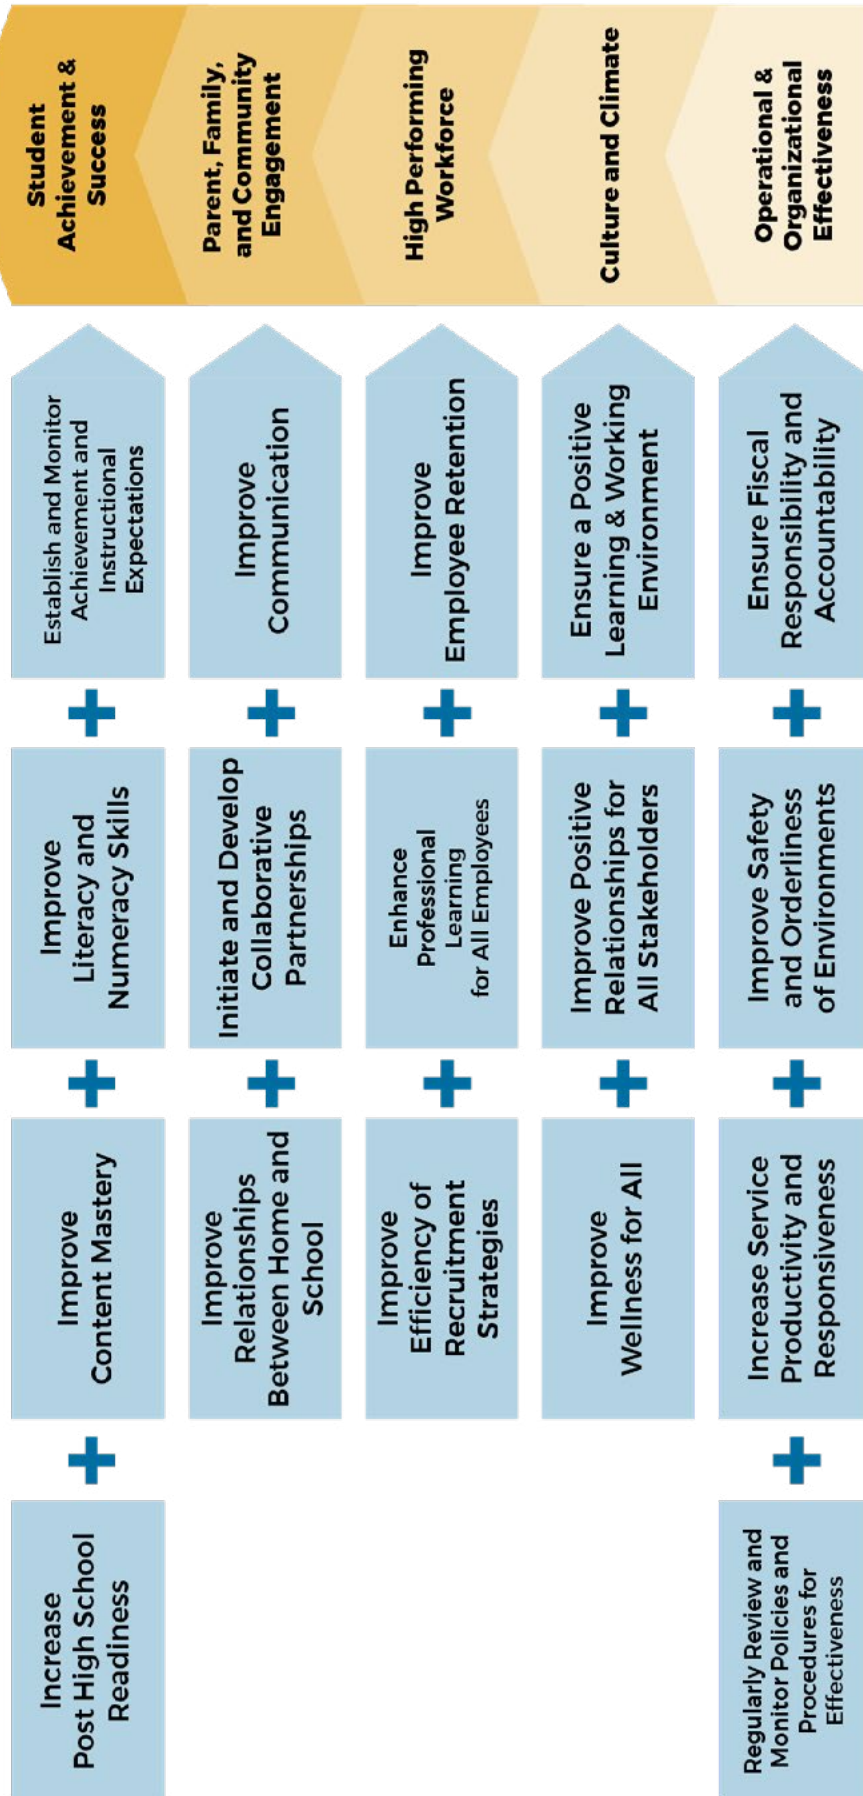 Increase
Post High School
Readiness
+
Improve
Content Mastery
+
Improve
Literacy and
Numeracy Skills
+
Establish and Monitor
Achievement and
Instructional
Expectations
Student
Achievement &
Success
Improve
Relationships
Between Home and
School
+
Initiate and Develop
Collaborative
Partnerships
+
Improve
Communication
Parent, Family,
and Community
Engagement
Improve
Efficiency of
Recruitment
Strategies
+
Enhance
Professional
Learning
for All Employees
+
Improve
Employee Retention
High Performing
Workforce
Improve
Wellness for All
+
Improve Positive
Relationships for
All Stakeholders
+
Ensure a Positive
Learning & Working
Environment
Culture and Climate
Regularly Review and
Monitor Policies and
Procedures for
Effectiveness
+
Increase Service
Productivity and
Responsiveness
+
Improve Safety
and Orderliness
of Environments
+
Ensure Fiscal
Responsibility and
Accountability
Operational &
Organizational
Effectiveness